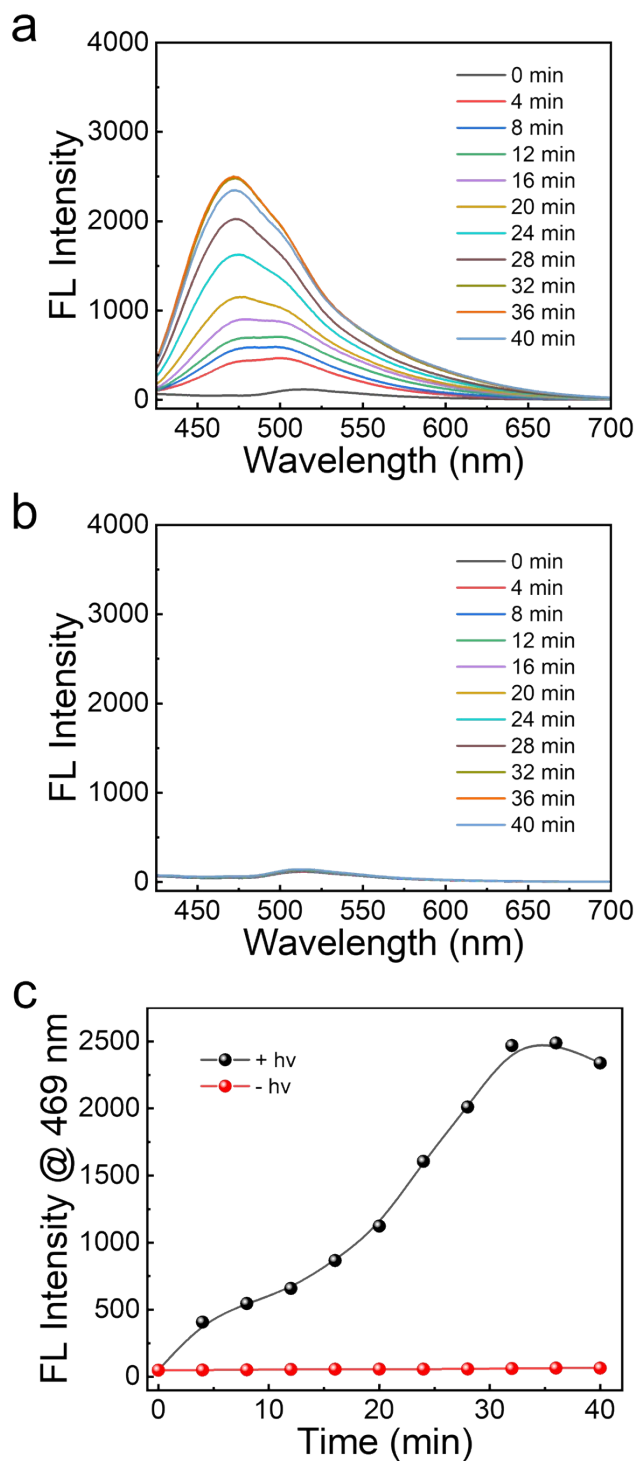 a
4000
3000
2000
1000
0
FL Intensity
0 min
4 min
8 min
12 min
16 min
20 min
24 min
28 min
32 min
36 min
40 min
450 500 550 600 650 700
Wavelength (nm)
b
4000
3000
2000
1000
0
FL Intensity
0 min
4 min
8 min
12 min
16 min
20 min
24 min
28 min
32 min
36 min
40 min
450 500 550 600 650 700
Wavelength (nm)
c
2500
2000
1500
1000
500
0
FL Intensity @ 469 nm
+ hv
- hv
0 10 20 30 40
Time (min)